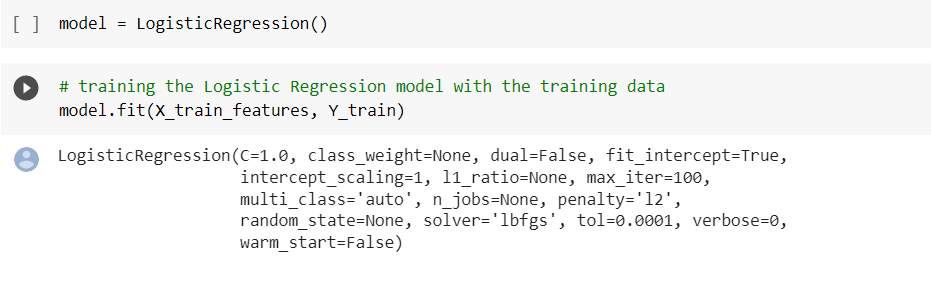 [ ] model = LogisticRegression()
# training the Logistic Regression model with the training data
model.fit(X_train_features, Y_train)
LogisticRegression(C=1.0, class_weight=None, dual=False, fit_intercept=True,
intercept_scaling=1, l1_ratio=None, max_iter=100,
multi_class='auto', n_jobs=None, penalty='l2',
random_state=None, solver='lbfgs', tol=0.0001, verbose=0,
warm_start=False)